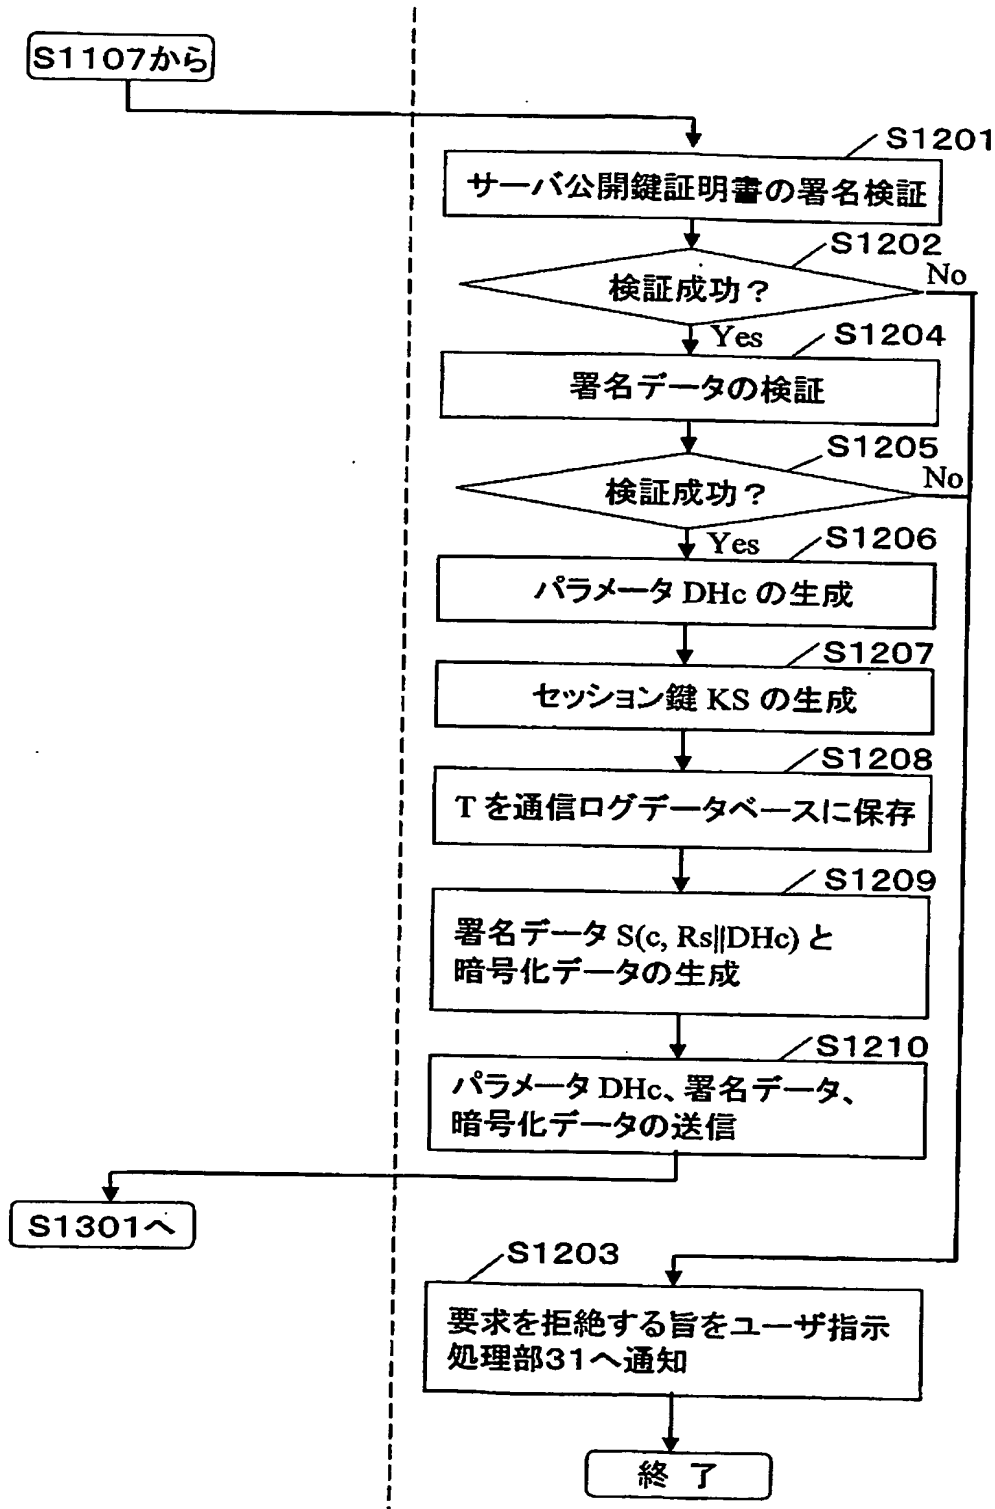 S1107から
S1201
サーバ公開鍵証明書の署名検証
S1202
検証成功？
No
Yes
S1204
署名データの検証
S1205
検証成功？
No
Yes
S1206
パラメータ DHc の生成
S1207
セッション鍵 KS の生成
S1208
T を通信ログデータベースに保存
S1209
署名データ S(c, Rs||DHc) と
暗号化データの生成
S1210
パラメータ DHc、署名データ、
暗号化データの送信
S1301へ
S1203
要求を拒絶する旨をユーザ指示
処理部31へ通知
終 了